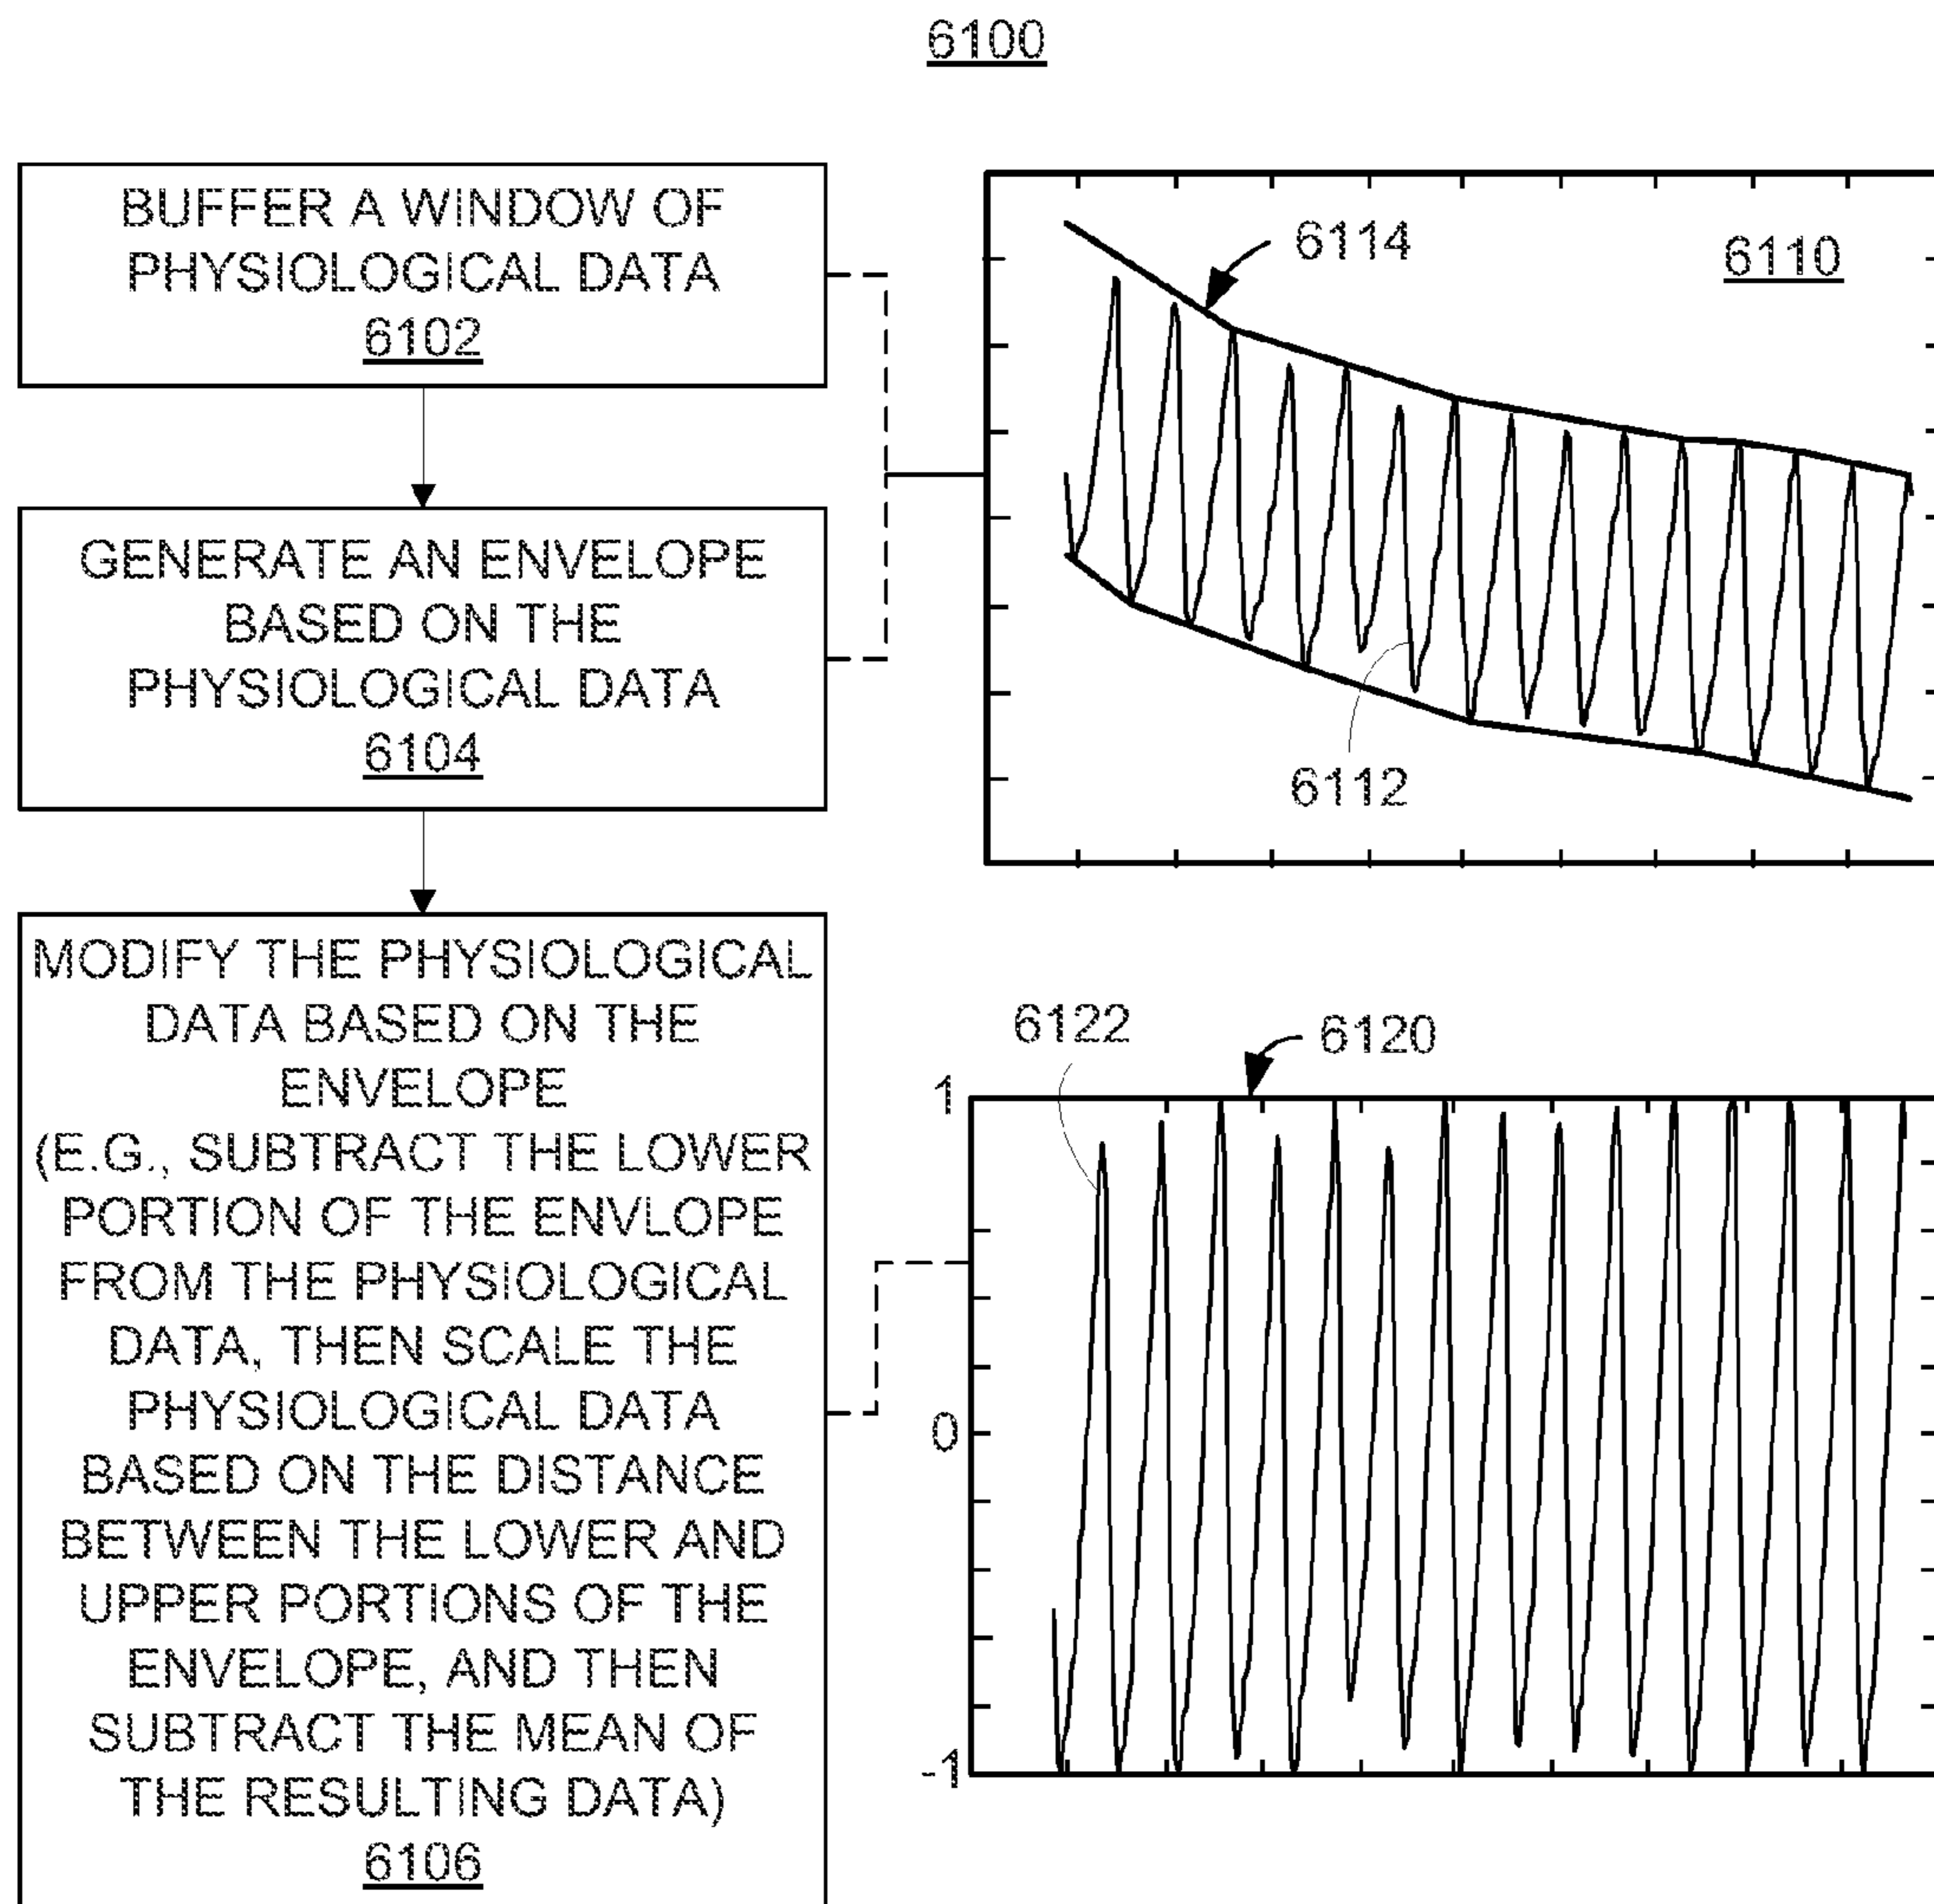 6100
BUFFER A WINDOW OF
PHYSIOLOGICAL DATA
6102
GENERATE AN ENVELOPE
BASED ON THE
PHYSIOLOGICAL DATA
6104
MODIFY THE PHYSIOLOGICAL
DATA BASED ON THE
ENVELOPE
(E.G., SUBTRACT THE LOWER
PORTION OF THE ENVLOPE
FROM THE PHYSIOLOGICAL
DATA, THEN SCALE THE
PHYSIOLOGICAL DATA
BASED ON THE DISTANCE
BETWEEN THE LOWER AND
UPPER PORTIONS OF THE
ENVELOPE, AND THEN
SUBTRACT THE MEAN OF
THE RESULTING DATA)
6106
6114
6110
6112
6122
6120
1
0
-1